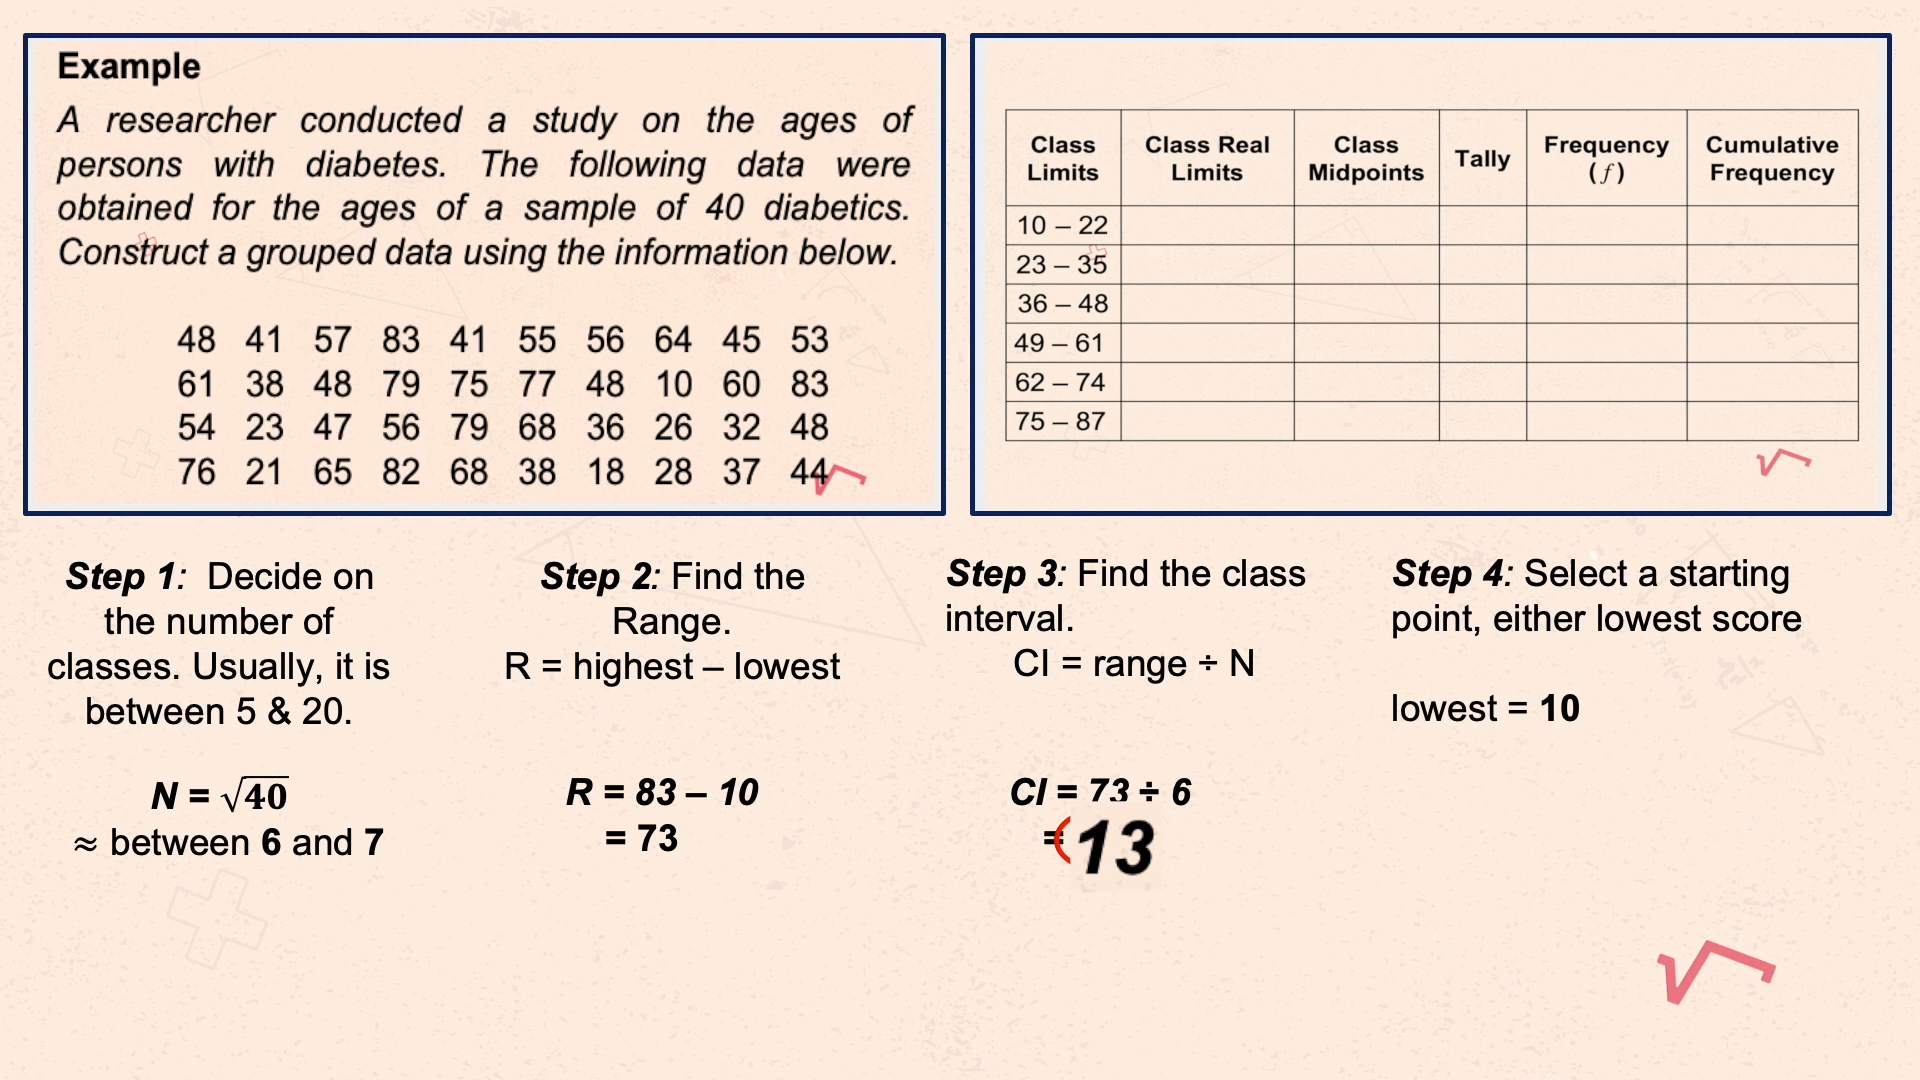 Example
A researcher conducted a study on the ages of
persons with diabetes. The following data were
obtained for the ages of a sample of 40 diabetics.
Construct a grouped data using the information below.
48 41 57 83 41 55 56 64 45 53
61 38 48 79 75 77 48 10 60 83
54 23 47 56 79 68 36 26 32 48
76 21 65 82 68 38 18 28 37 44
Class Limits Class Real Limits Class Midpoints Tally Frequency (f) Cumulative Frequency
10 – 22
23 – 35
36 – 48
49 – 61
62 – 74
75 – 87
Step 1: Decide on
the number of
classes. Usually, it is
between 5 & 20.
N = √40
≈ between 6 and 7
Step 2: Find the
Range.
R = highest – lowest
R = 83 – 10
= 73
Step 3: Find the class
interval.
CI = range ÷ N
CI = 73 ÷ 6
= 13
Step 4: Select a starting
point, either lowest score
lowest = 10